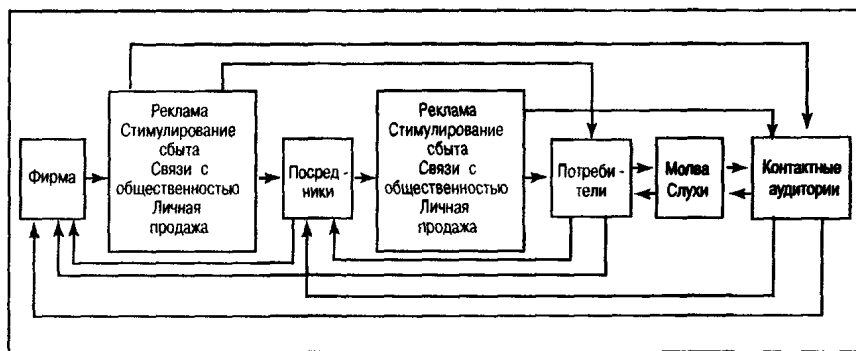 Фирма
Реклама
Стимулирование
сбыта
Связи с
общественностью
Личная
продажа
Посред -
ники
Реклама
Стимулирование
сбыта
Связи с
общественностью
Личная
продажа
Потреби -
тели
Молва
Слухи
Контактные
аудитории